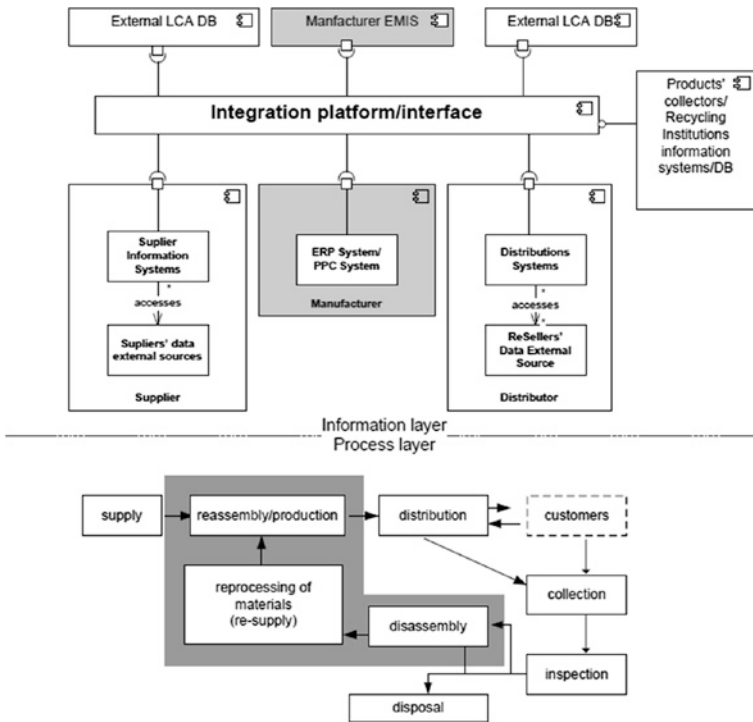 External LCA DB
Manfacturer EMIS
External LCA DB
Integration platform/interface
Products'
collectors/
Recycling
Institutions
information
systems/DB
Suplier
Information
Systems
*
accesses
Supliers' data
external sources
Supplier
ERP System/
PPC System
Manufacturer
Distributions
Systems
*
accesses
*
ReSellers'
Data External
Source
Distributor
Information layer
Process layer
supply
reassembly/production
distribution
customers
reprocessing of
materials
(re-supply)
disassembly
collection
inspection
disposal